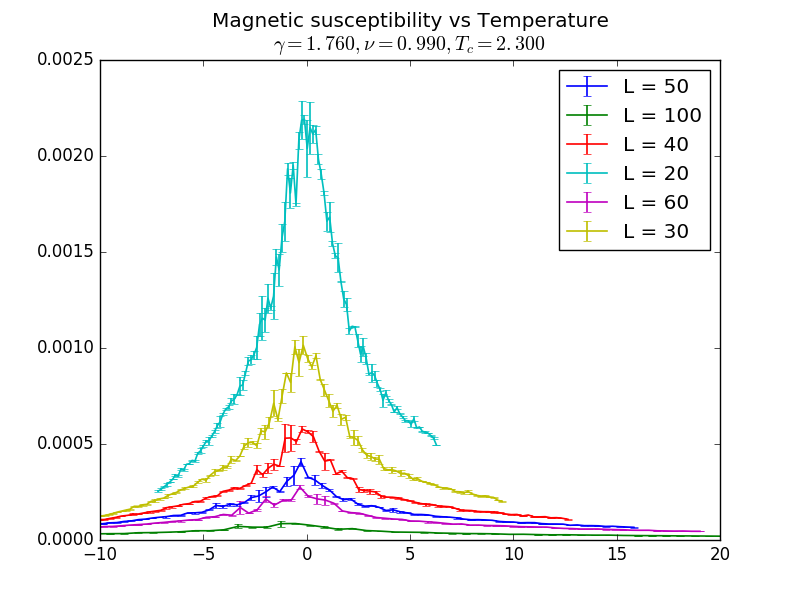 Magnetic susceptibility vs Temperature
γ = 1.760, ν = 0.990, T_c = 2.300
0.0025
0.0020
0.0015
0.0010
0.0005
0.0000
−10
−5
0
5
10
15
20
L = 50
L = 100
L = 40
L = 20
L = 60
L = 30